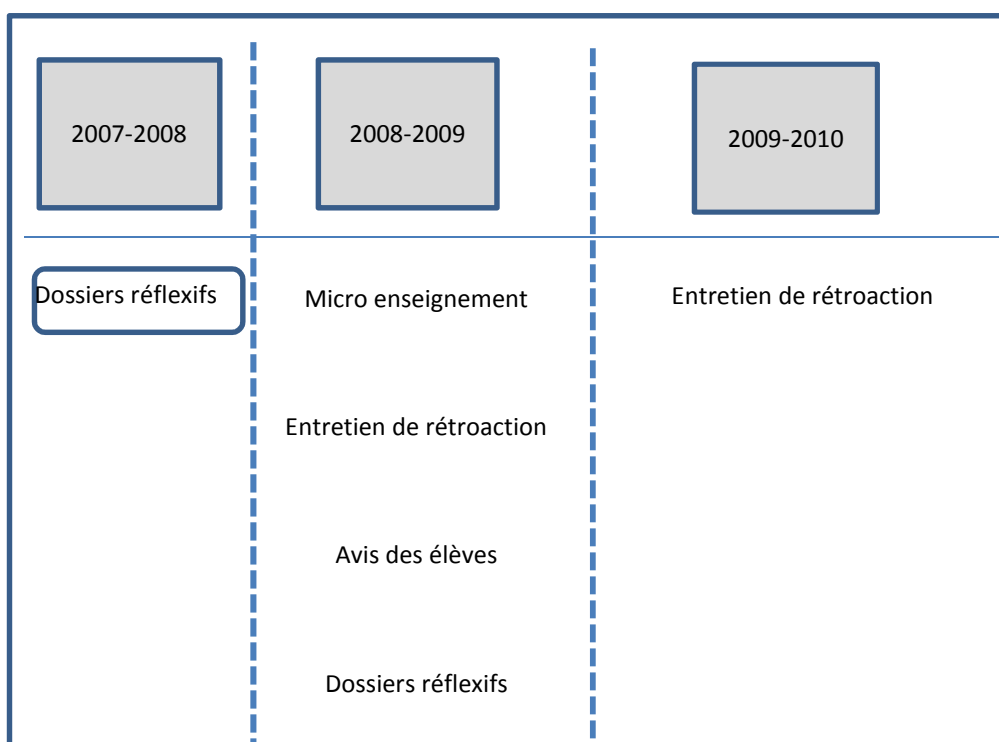 2007-2008
2008-2009
2009-2010
Dossiers réflexifs
Micro enseignement
Entretien de rétroaction
Entretien de rétroaction
Avis des élèves
Dossiers réflexifs